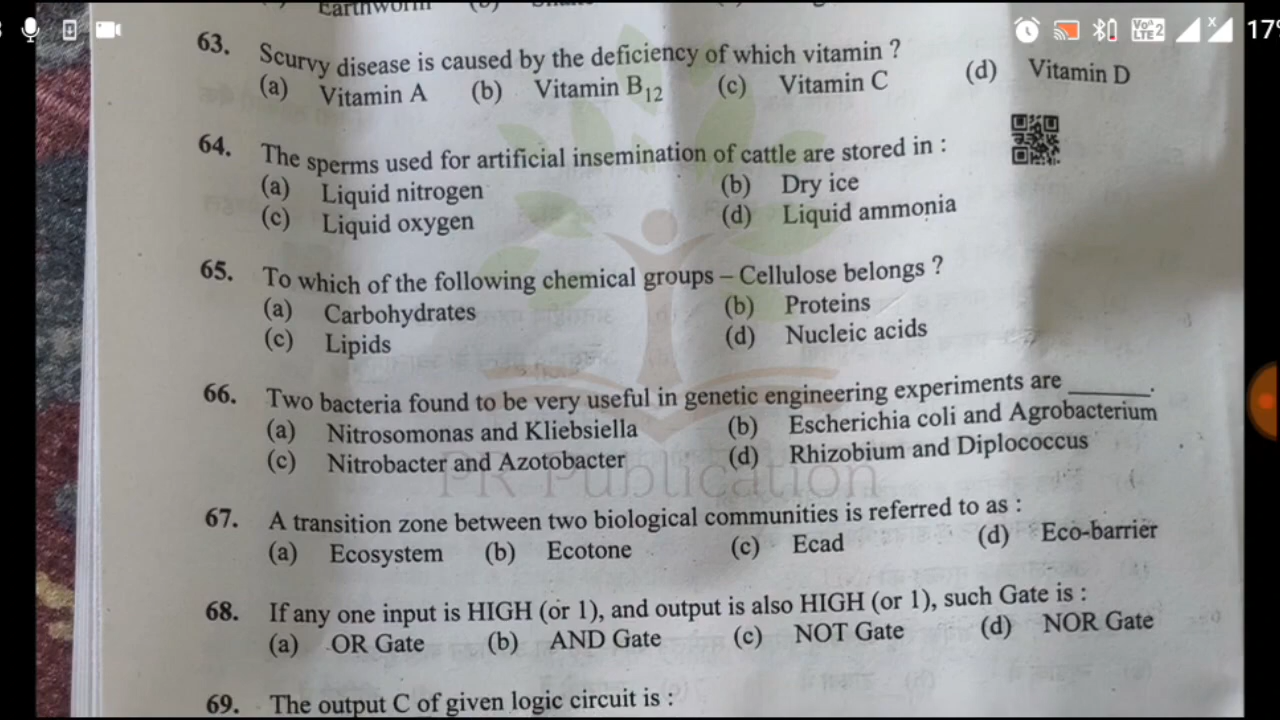 Earthworm (b)
63. Scurvy disease is caused by the deficiency of which vitamin ?
(a) Vitamin A (b) Vitamin B12 (c) Vitamin C (d) Vitamin D
64. The sperms used for artificial insemination of cattle are stored in :
(a) Liquid nitrogen (b) Dry ice
(c) Liquid oxygen (d) Liquid ammonia
65. To which of the following chemical groups – Cellulose belongs ?
(a) Carbohydrates (b) Proteins
(c) Lipids (d) Nucleic acids
66. Two bacteria found to be very useful in genetic engineering experiments are ______.
(a) Nitrosomonas and Kliebsiella (b) Escherichia coli and Agrobacterium
(c) Nitrobacter and Azotobacter (d) Rhizobium and Diplococcus
PR Publication
67. A transition zone between two biological communities is referred to as :
(a) Ecosystem (b) Ecotone (c) Ecad (d) Eco-barrier
68. If any one input is HIGH (or 1), and output is also HIGH (or 1), such Gate is :
(a) OR Gate (b) AND Gate (c) NOT Gate (d) NOR Gate
69. The output C of given logic circuit is :
Vo LTE 2 17%